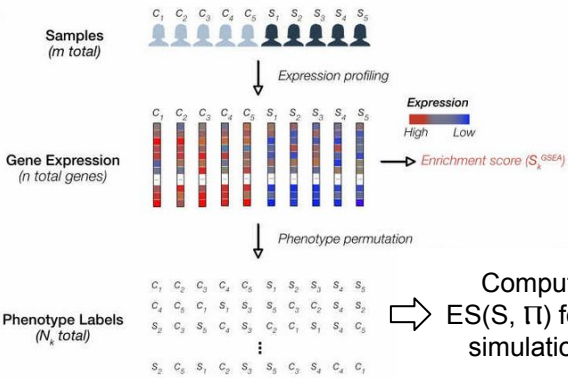 C1 C2 C3 C4 C5 S1 S2 S3 S4 S5
Samples
(m total)
Expression profiling
C1 C2 C3 C4 C5 S1 S2 S3 S4 S5
Expression
High Low
Gene Expression
(n total genes)
Enrichment score (Sk^GSEA)
Phenotype permutation
C1 C2 C3 C4 C5 S1 S2 S3 S4 S5
C4 C5 C1 S1 S3 S5 C3 C2 S4 S2
Phenotype Labels
(Nk total)
S2 C3 S5 C4 S3 C2 C1 S1 S4 C5
⋮
S2 C5 S1 C2 S3 S5 C3 S4 C4 C1
Comput
ES(S, Π) fo
simulation